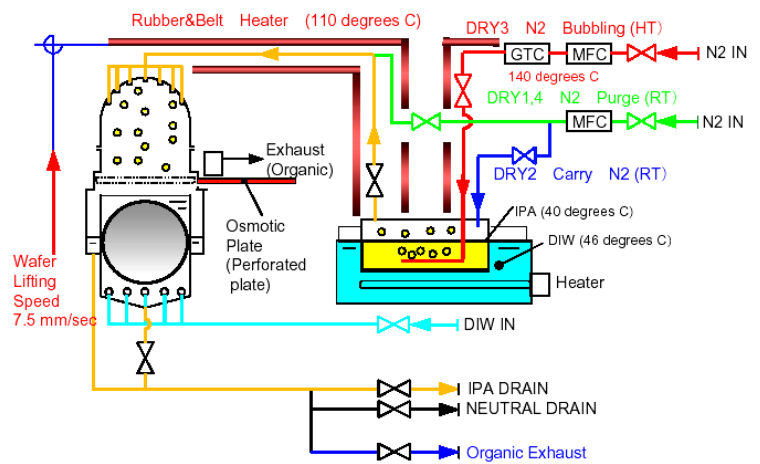 Rubber&Belt Heater (110 degrees C)
DRY3 N2 Bubbling (HT)
GTC
MFC
N2 IN
140 degrees C
DRY1,4 N2 Purge (RT)
MFC
N2 IN
Exhaust
(Organic)
DRY2 Carry N2 (RT)
IPA (40 degrees C)
Osmotic
Plate
(Perforated
plate)
DIW (46 degrees C)
Wafer
Lifting
Speed
7.5 mm/sec
Heater
DIW IN
IPA DRAIN
NEUTRAL DRAIN
Organic Exhaust